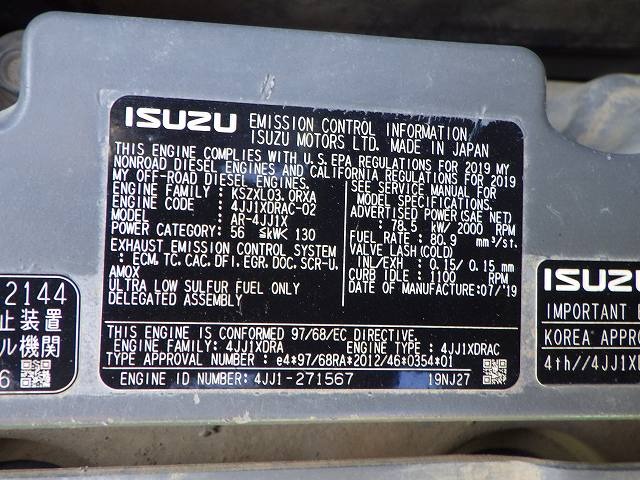 ISUZU EMISSION CONTROL INFORMATION
ISUZU MOTORS LTD. MADE IN JAPAN
THIS ENGINE COMPLIES WITH U.S.EPA REGULATIONS FOR 2019 MY
NONROAD DIESEL ENGINES AND CALIFORNIA REGULATIONS FOR 2019
MY OFF-ROAD DIESEL ENGINES.
ENGINE FAMILY : KSZXL03.0RXA
ENGINE CODE : 4JJ1XDRAC-02
MODEL : AR-4JJ1X
POWER CATEGORY: 56 ≦kW< 130
EXHAUST EMISSION CONTROL SYSTEM
: ECM, TC, CAC, DFI, EGR, DOC, SCR-U,
AMOX
ULTRA LOW SULFUR FUEL ONLY
DELEGATED ASSEMBLY
SEE SERVICE MANUAL FOR
MODEL SPECIFICATIONS.
ADVERTISED POWER(SAE NET)
: 78.5 kW/ 2000 RPM
FUEL RATE: 80.9 mm³/st.
VALVE LASH(COLD)
IN/EXH : 0.15/ 0.15 mm
CURB IDLE : 1100 RPM
DATE OF MANUFACTURE:07/'19
THIS ENGINE IS CONFORMED 97/68/EC DIRECTIVE.
ENGINE FAMILY: 4JJ1XDRA ENGINE TYPE : 4JJ1XDRAC
TYPE APPROVAL NUMBER : e4*97/68RA*2012/46*0354*01
ENGINE ID NUMBER: 4JJ1-271567 19NJ27
2144
止装置
ル機関
6
ISUZU
IMPORTANT
KOREA APPRO
4th//4JJ1XD